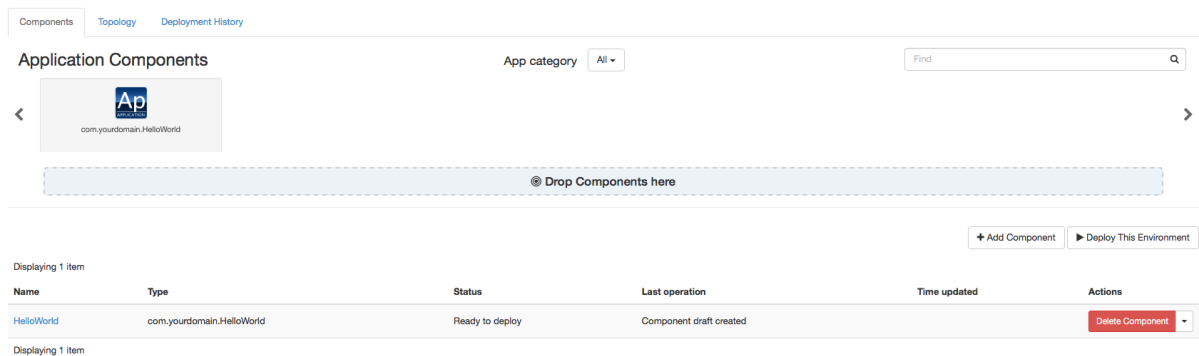 Components Topology Deployment History
Application Components App category All Find
Ap
APPLICATION
com.yourdomain.HelloWorld
Drop Components here
Add Component Deploy This Environment
Displaying 1 item
Name Type Status Last operation Time updated Actions
HelloWorld com.yourdomain.HelloWorld Ready to deploy Component draft created Delete Component
Displaying 1 item